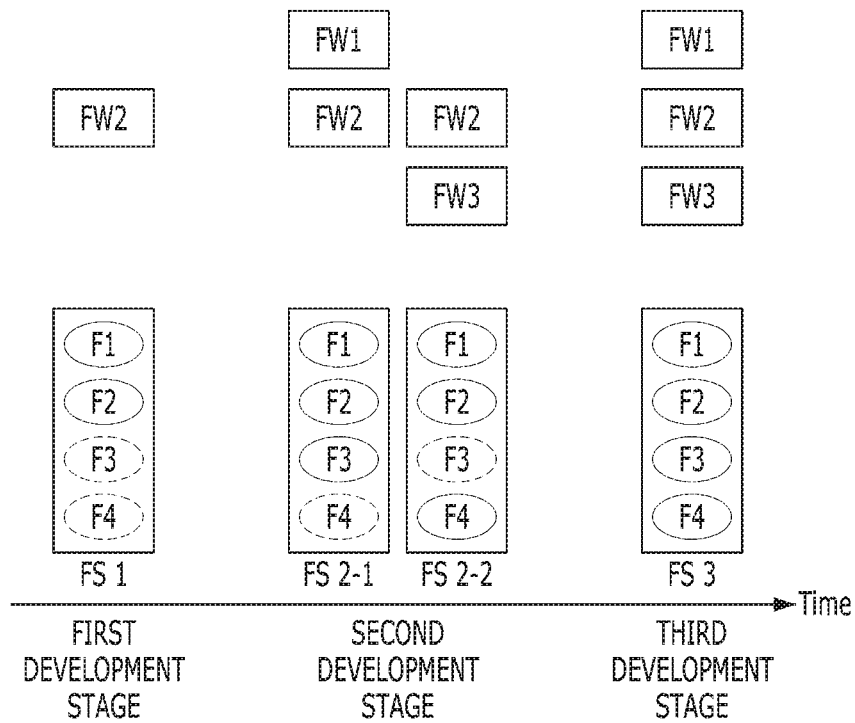 FW1 FW1
FW2 FW2 FW2 FW2
FW3 FW3
F1 F1 F1 F1
F2 F2 F2 F2
F3 F3 F3 F3
F4 F4 F4 F4
FS 1 FS 2-1 FS 2-2 FS 3
Time
FIRST
DEVELOPMENT
STAGE
SECOND
DEVELOPMENT
STAGE
THIRD
DEVELOPMENT
STAGE